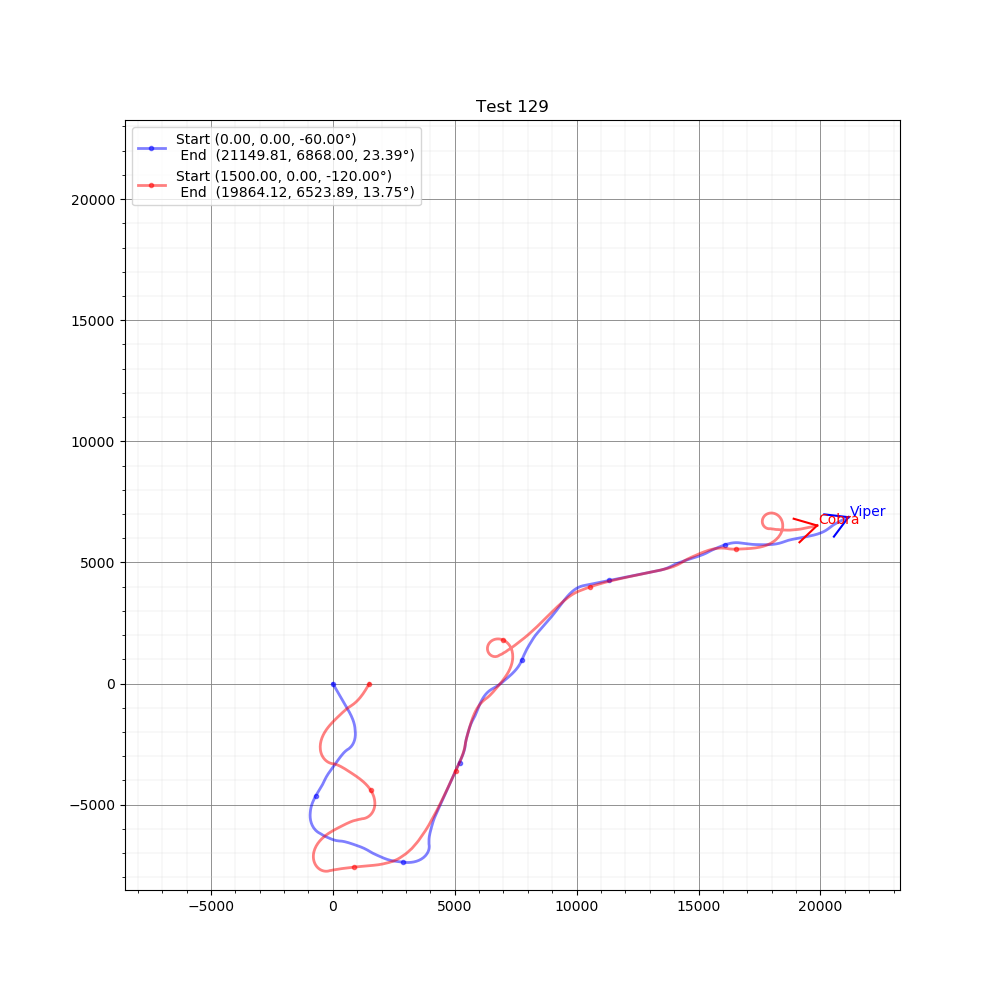 Test 129
Start (0.00, 0.00, -60.00°)
End  (21149.81, 6868.00, 23.39°)
Start (1500.00, 0.00, -120.00°)
End  (19864.12, 6523.89, 13.75°)
20000
15000
10000
5000
0
−5000
Viper
Cobra
−5000
0
5000
10000
15000
20000